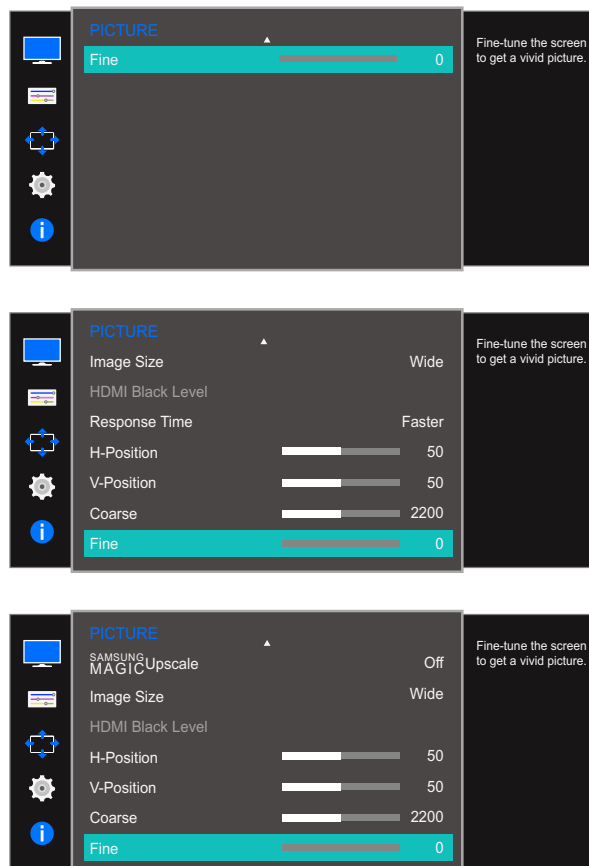 PICTURE
Fine 0
Fine-tune the screen
to get a vivid picture.
PICTURE
Image Size Wide
HDMI Black Level
Response Time Faster
H-Position 50
V-Position 50
Coarse 2200
Fine 0
Fine-tune the screen
to get a vivid picture.
PICTURE
SAMSUNG
MAGIC Upscale Off
Image Size Wide
HDMI Black Level
H-Position 50
V-Position 50
Coarse 2200
Fine 0
Fine-tune the screen
to get a vivid picture.